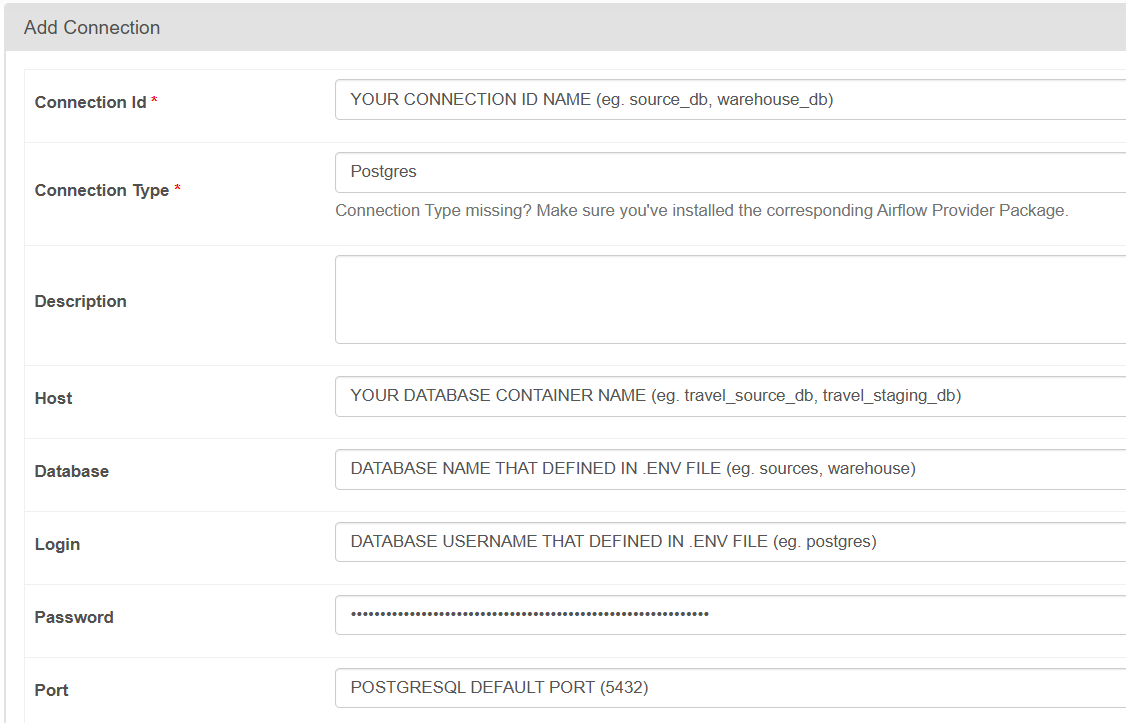 Add Connection
Connection Id *
YOUR CONNECTION ID NAME (eg. source_db, warehouse_db)
Connection Type *
Postgres
Connection Type missing? Make sure you've installed the corresponding Airflow Provider Package.
Description
Host
YOUR DATABASE CONTAINER NAME (eg. travel_source_db, travel_staging_db)
Database
DATABASE NAME THAT DEFINED IN .ENV FILE (eg. sources, warehouse)
Login
DATABASE USERNAME THAT DEFINED IN .ENV FILE (eg. postgres)
Password
Port
POSTGRESQL DEFAULT PORT (5432)